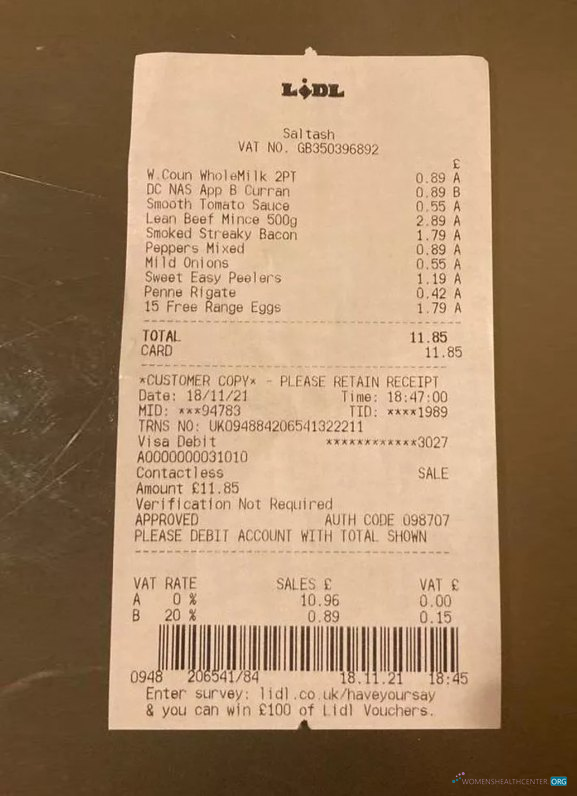 LIDL
Saltash
VAT NO. GB350396892
£
W.Coun WholeMilk 2PT 0.89 A
DC NAS App B Curran 0.89 B
Smooth Tomato Sauce 0.55 A
Lean Beef Mince 500g 2.89 A
Smoked Streaky Bacon 1.79 A
Peppers Mixed 0.89 A
Mild Onions 0.55 A
Sweet Easy Peelers 1.19 A
Penne Rigate 0.42 A
15 Free Range Eggs 1.79 A
TOTAL 11.85
CARD 11.85
*CUSTOMER COPY* - PLEASE RETAIN RECEIPT
Date: 18/11/21 Time: 18:47:00
MID: ***94783 TID: ****1989
TRNS NO: UK094884206541322211
Visa Debit ************3027
A0000000031010
Contactless SALE
Amount £11.85
Verification Not Required
APPROVED AUTH CODE 098707
PLEASE DEBIT ACCOUNT WITH TOTAL SHOWN
VAT RATE SALES £ VAT £
A 0 % 10.96 0.00
B 20 % 0.89 0.15
0948 206541/84 18.11.21 18:45
Enter survey: lidl.co.uk/haveyoursay
& you can win £100 of Lidl Vouchers.
WOMENSHEALTHCENTER.ORG